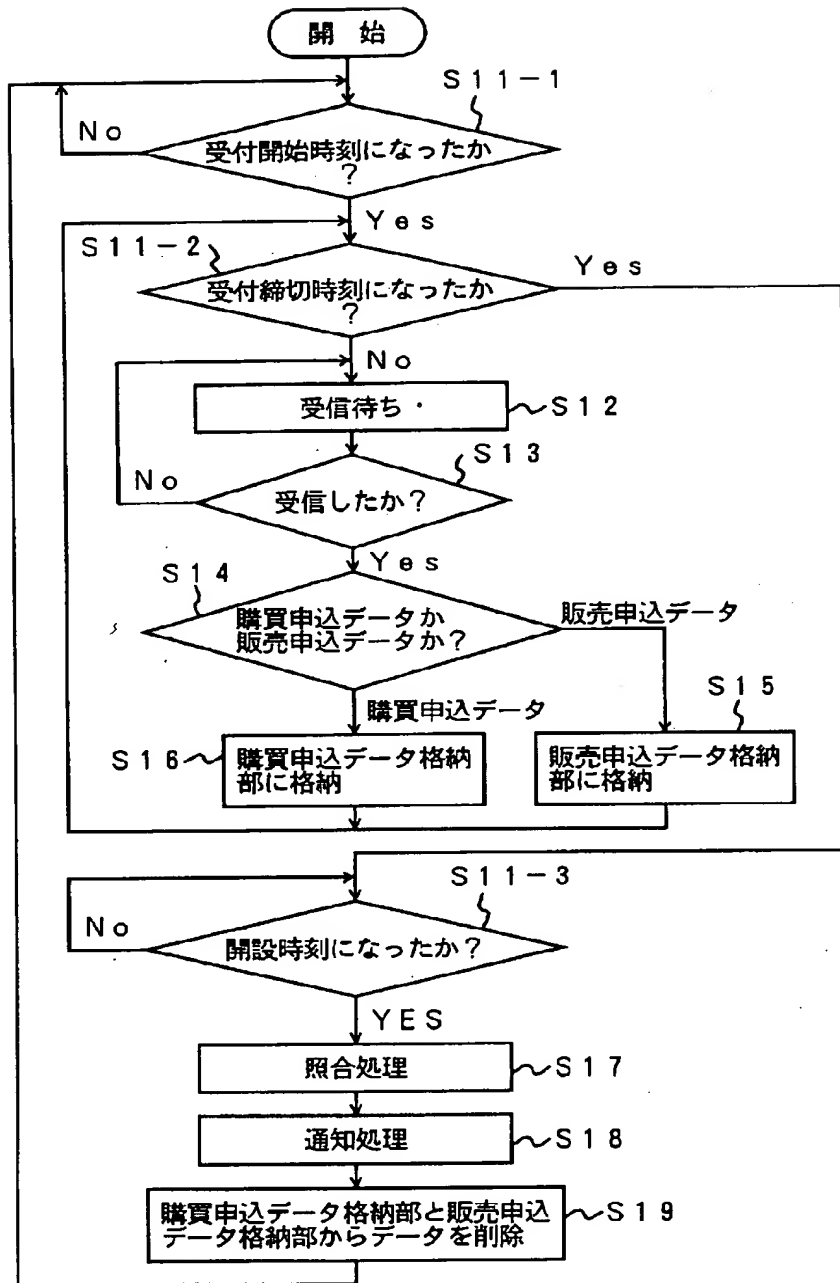 開 始
S11-1
No
受付開始時刻になったか
?
Yes
S11-2
Yes
受付締切時刻になったか
?
No
受信待ち・
S12
S13
No
受信したか?
Yes
S14
購買申込データか
販売申込データか?
販売申込データ
購買申込データ
S15
S16
購買申込データ格納
部に格納
販売申込データ格納
部に格納
S11-3
No
開設時刻になったか?
YES
照合処理
S17
通知処理
S18
購買申込データ格納部と販売申込
データ格納部からデータを削除
S19